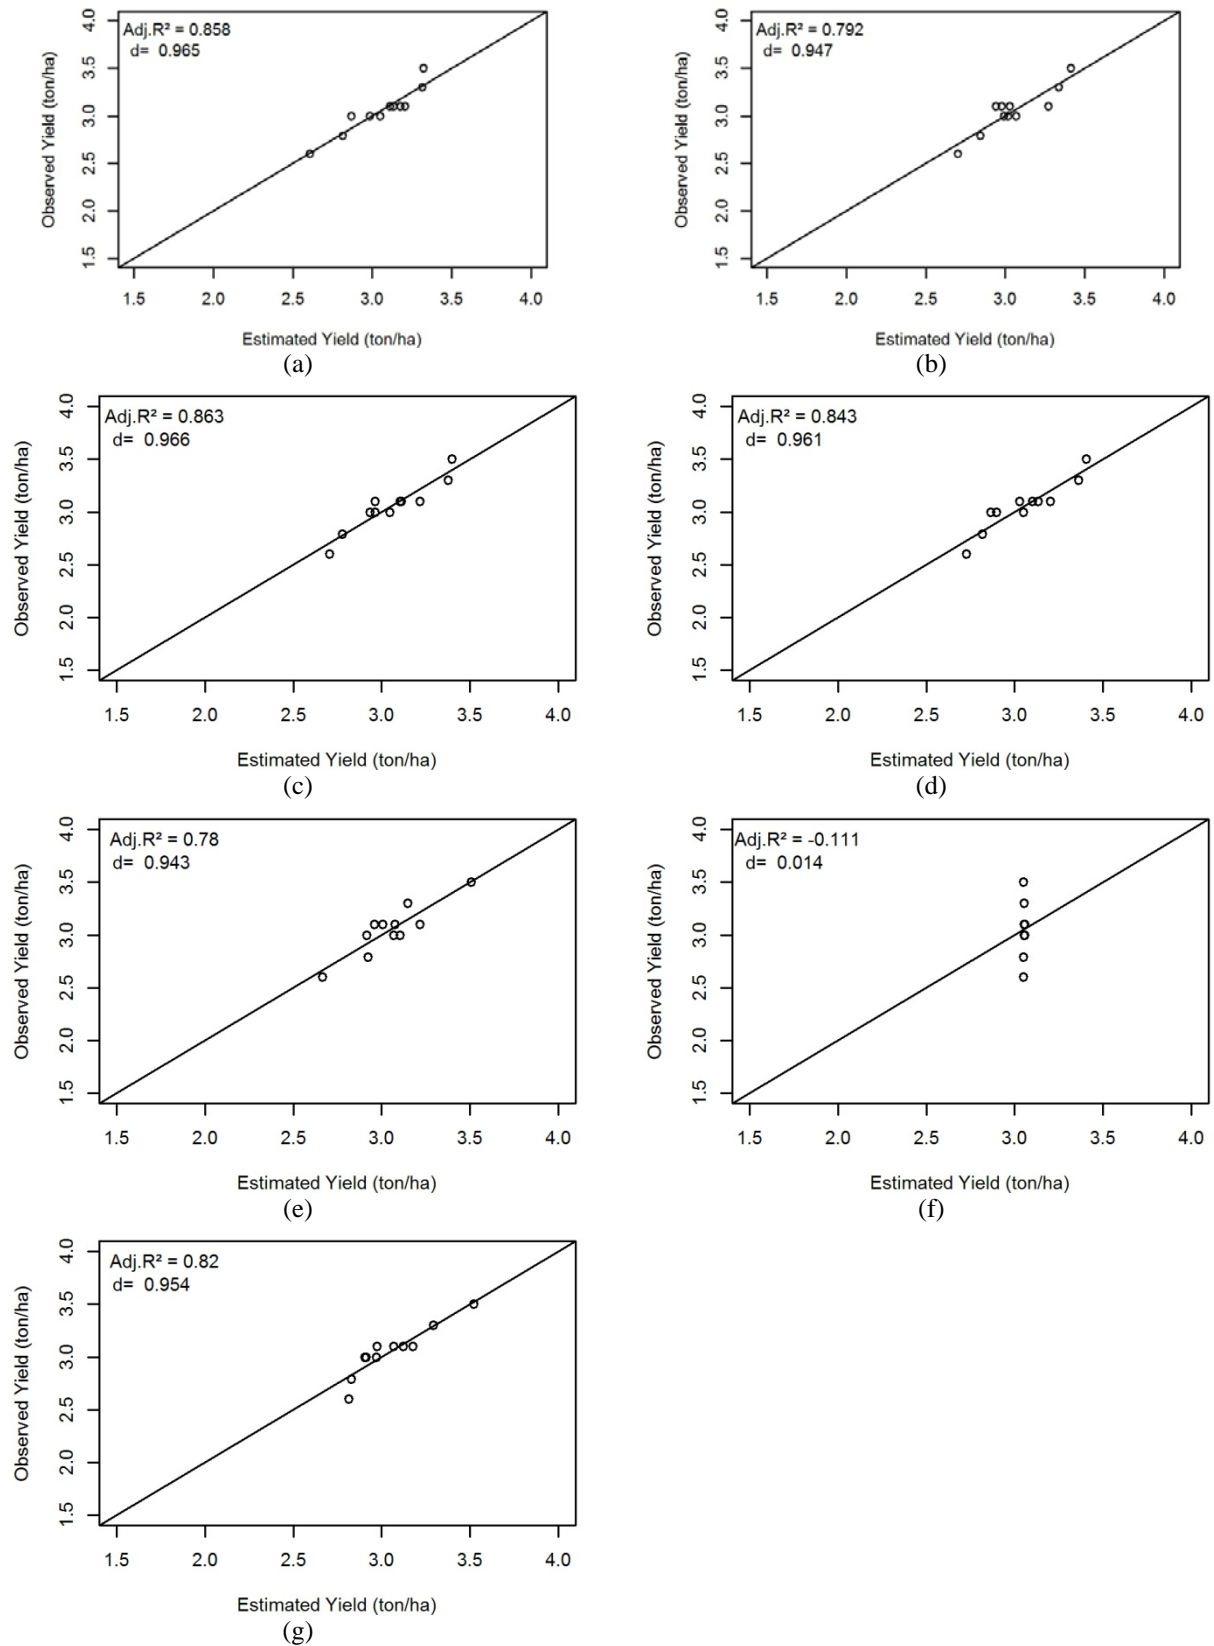 Adj.R² = 0.858
d= 0.965
Observed Yield (ton/ha)
4.0
3.5
3.0
2.5
2.0
1.5
1.5 2.0 2.5 3.0 3.5 4.0
Estimated Yield (ton/ha)
(a)
Adj.R² = 0.792
d= 0.947
Observed Yield (ton/ha)
4.0
3.5
3.0
2.5
2.0
1.5
1.5 2.0 2.5 3.0 3.5 4.0
Estimated Yield (ton/ha)
(b)
Adj.R² = 0.863
d= 0.966
Observed Yield (ton/ha)
4.0
3.5
3.0
2.5
2.0
1.5
1.5 2.0 2.5 3.0 3.5 4.0
Estimated Yield (ton/ha)
(c)
Adj.R² = 0.843
d= 0.961
Observed Yield (ton/ha)
4.0
3.5
3.0
2.5
2.0
1.5
1.5 2.0 2.5 3.0 3.5 4.0
Estimated Yield (ton/ha)
(d)
Adj.R² = 0.78
d= 0.943
Observed Yield (ton/ha)
4.0
3.5
3.0
2.5
2.0
1.5
1.5 2.0 2.5 3.0 3.5 4.0
Estimated Yield (ton/ha)
(e)
Adj.R² = -0.111
d= 0.014
Observed Yield (ton/ha)
4.0
3.5
3.0
2.5
2.0
1.5
1.5 2.0 2.5 3.0 3.5 4.0
Estimated Yield (ton/ha)
(f)
Adj.R² = 0.82
d= 0.954
Observed Yield (ton/ha)
4.0
3.5
3.0
2.5
2.0
1.5
1.5 2.0 2.5 3.0 3.5 4.0
Estimated Yield (ton/ha)
(g)